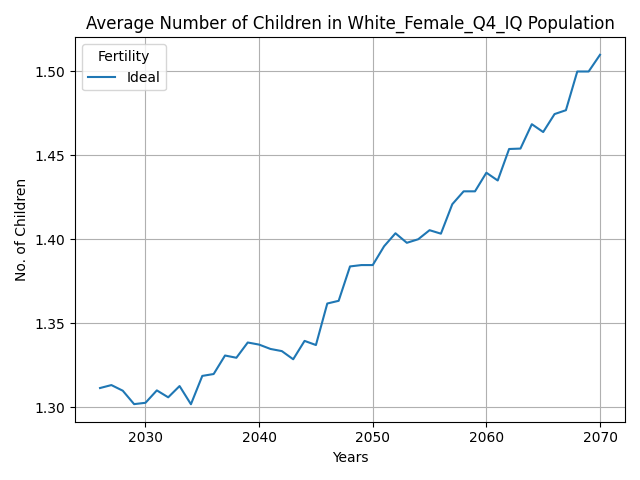 Average Number of Children in White_Female_Q4_IQ Population
Fertility
Ideal
No. of Children
1.50
1.45
1.40
1.35
1.30
2030 2040 2050 2060 2070
Years